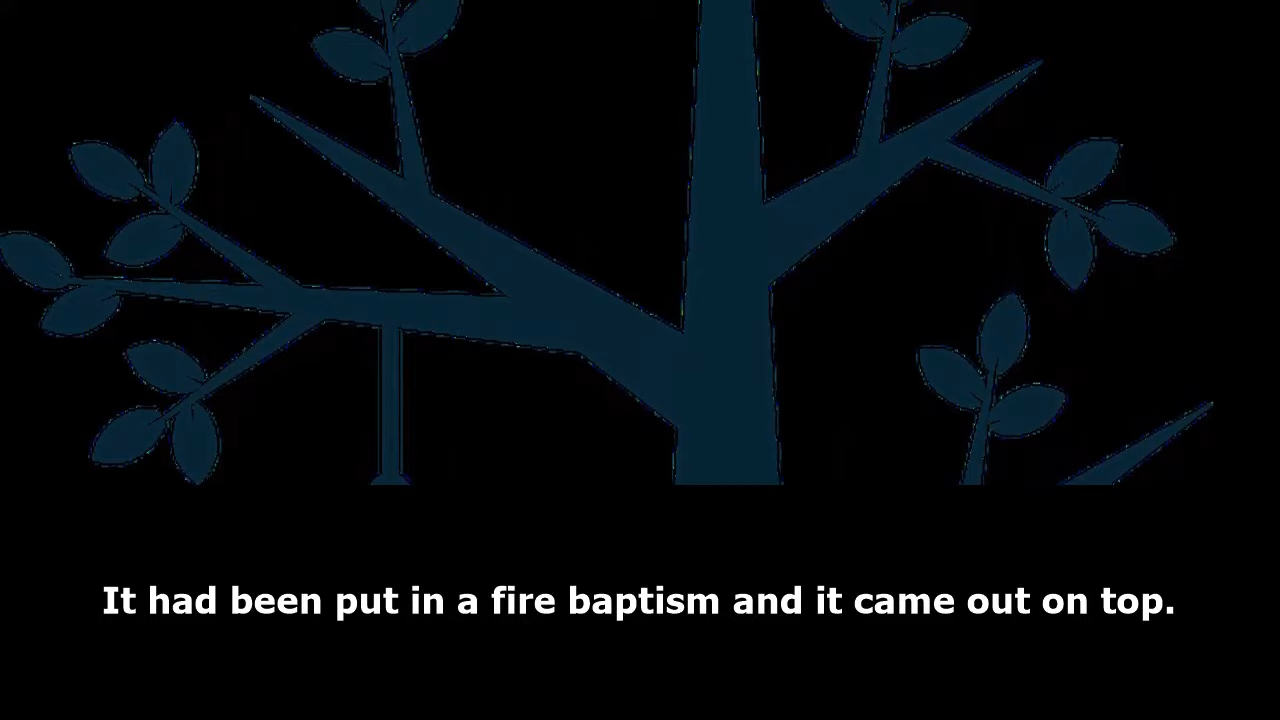 It had been put in a fire baptism and it came out on top.